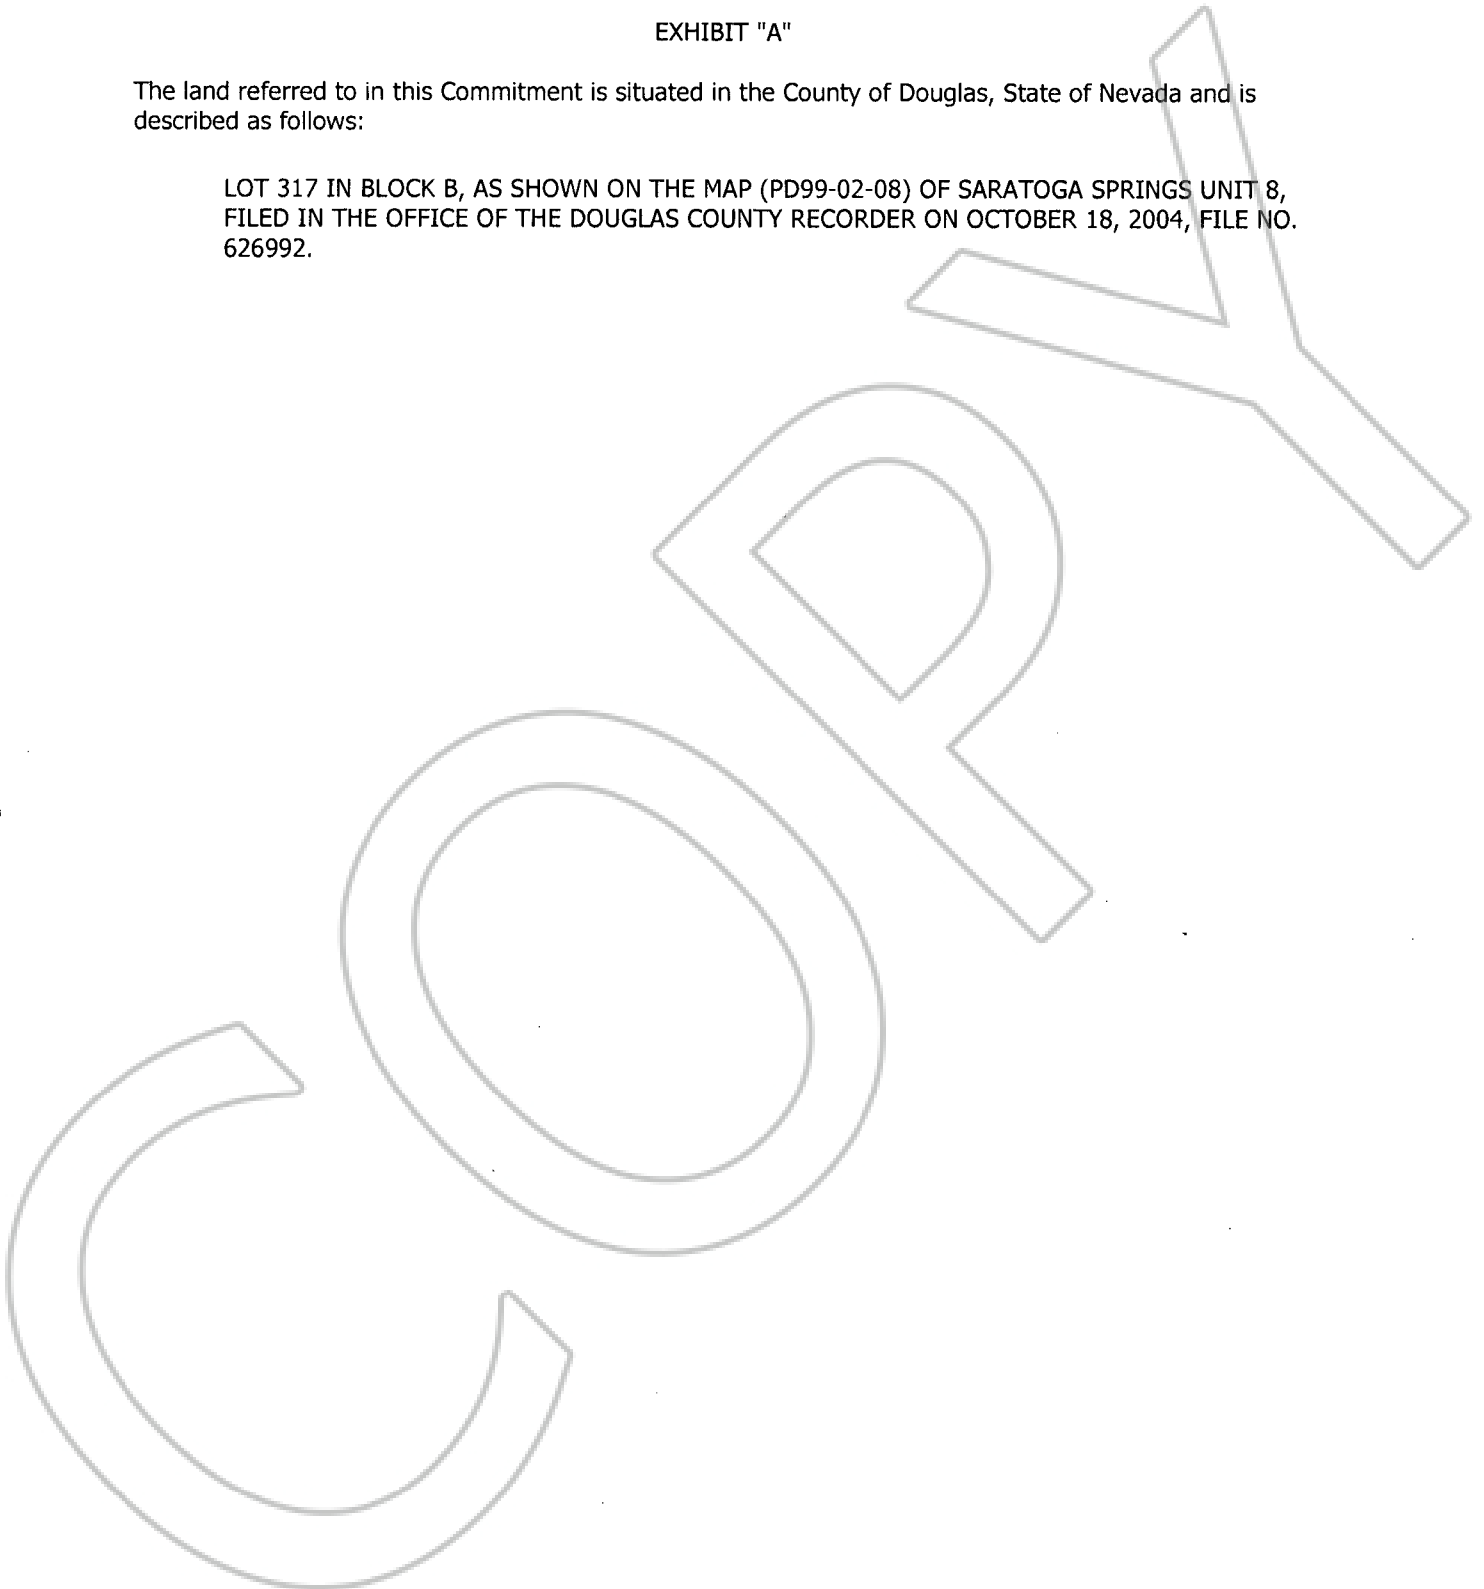 EXHIBIT "A"
The land referred to in this Commitment is situated in the County of Douglas, State of Nevada and is
described as follows:
LOT 317 IN BLOCK B, AS SHOWN ON THE MAP (PD99-02-08) OF SARATOGA SPRINGS UNIT 8,
FILED IN THE OFFICE OF THE DOUGLAS COUNTY RECORDER ON OCTOBER 18, 2004, FILE NO.
626992.
COPY